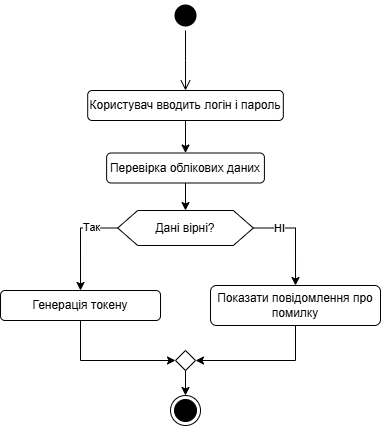 Користувач вводить логін і пароль
Перевірка облікових даних
Дані вірні?
Так
НІ
Генерація токену
Показати повідомлення про
помилку